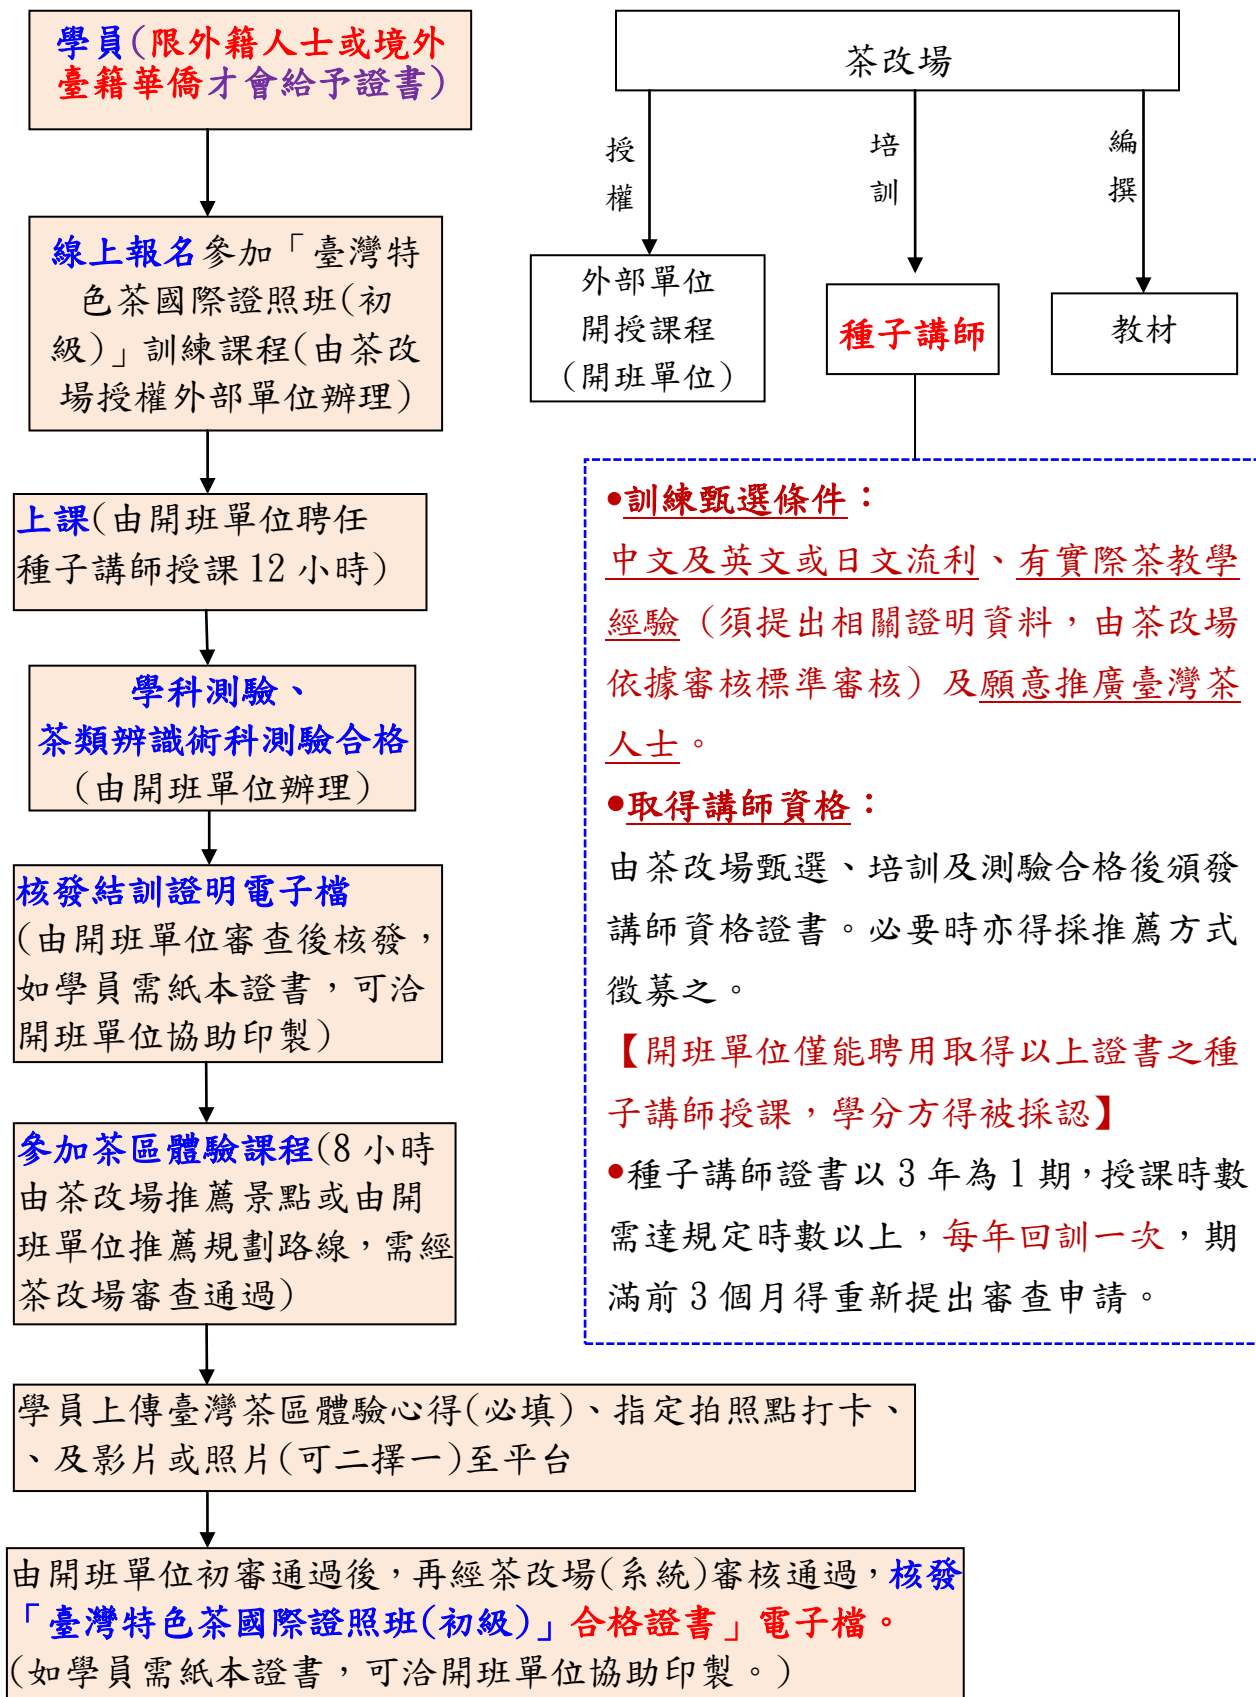 學員(限外籍人士或境外
臺籍華僑才會給予證書)
線上報名參加「臺灣特
色茶國際證照班(初
級)」訓練課程(由茶改
場授權外部單位辦理)
上課(由開班單位聘任
種子講師授課 12 小時)
學科測驗、
茶類辨識術科測驗合格
(由開班單位辦理)
核發結訓證明電子檔
(由開班單位審查後核發,
如學員需紙本證書,可洽
開班單位協助印製)
參加茶區體驗課程(8 小時
由茶改場推薦景點或由開
班單位推薦規劃路線,需經
茶改場審查通過)
學員上傳臺灣茶區體驗心得(必填)、指定拍照點打卡、
、及影片或照片(可二擇一)至平台
由開班單位初審通過後,再經茶改場(系統)審核通過,核發
「臺灣特色茶國際證照班(初級)」合格證書」電子檔。
(如學員需紙本證書,可洽開班單位協助印製。)
茶改場
授權
培訓
編撰
外部單位
開授課程
(開班單位)
種子講師
教材
•訓練甄選條件:
中文及英文或日文流利、有實際茶教學
經驗(須提出相關證明資料,由茶改場
依據審核標準審核)及願意推廣臺灣茶
人士。
•取得講師資格:
由茶改場甄選、培訓及測驗合格後頒發
講師資格證書。必要時亦得採推薦方式
徵募之。
【開班單位僅能聘用取得以上證書之種
子講師授課,學分方得被採認】
•種子講師證書以 3 年為 1 期,授課時數
需達規定時數以上,每年回訓一次,期
滿前 3 個月得重新提出審查申請。